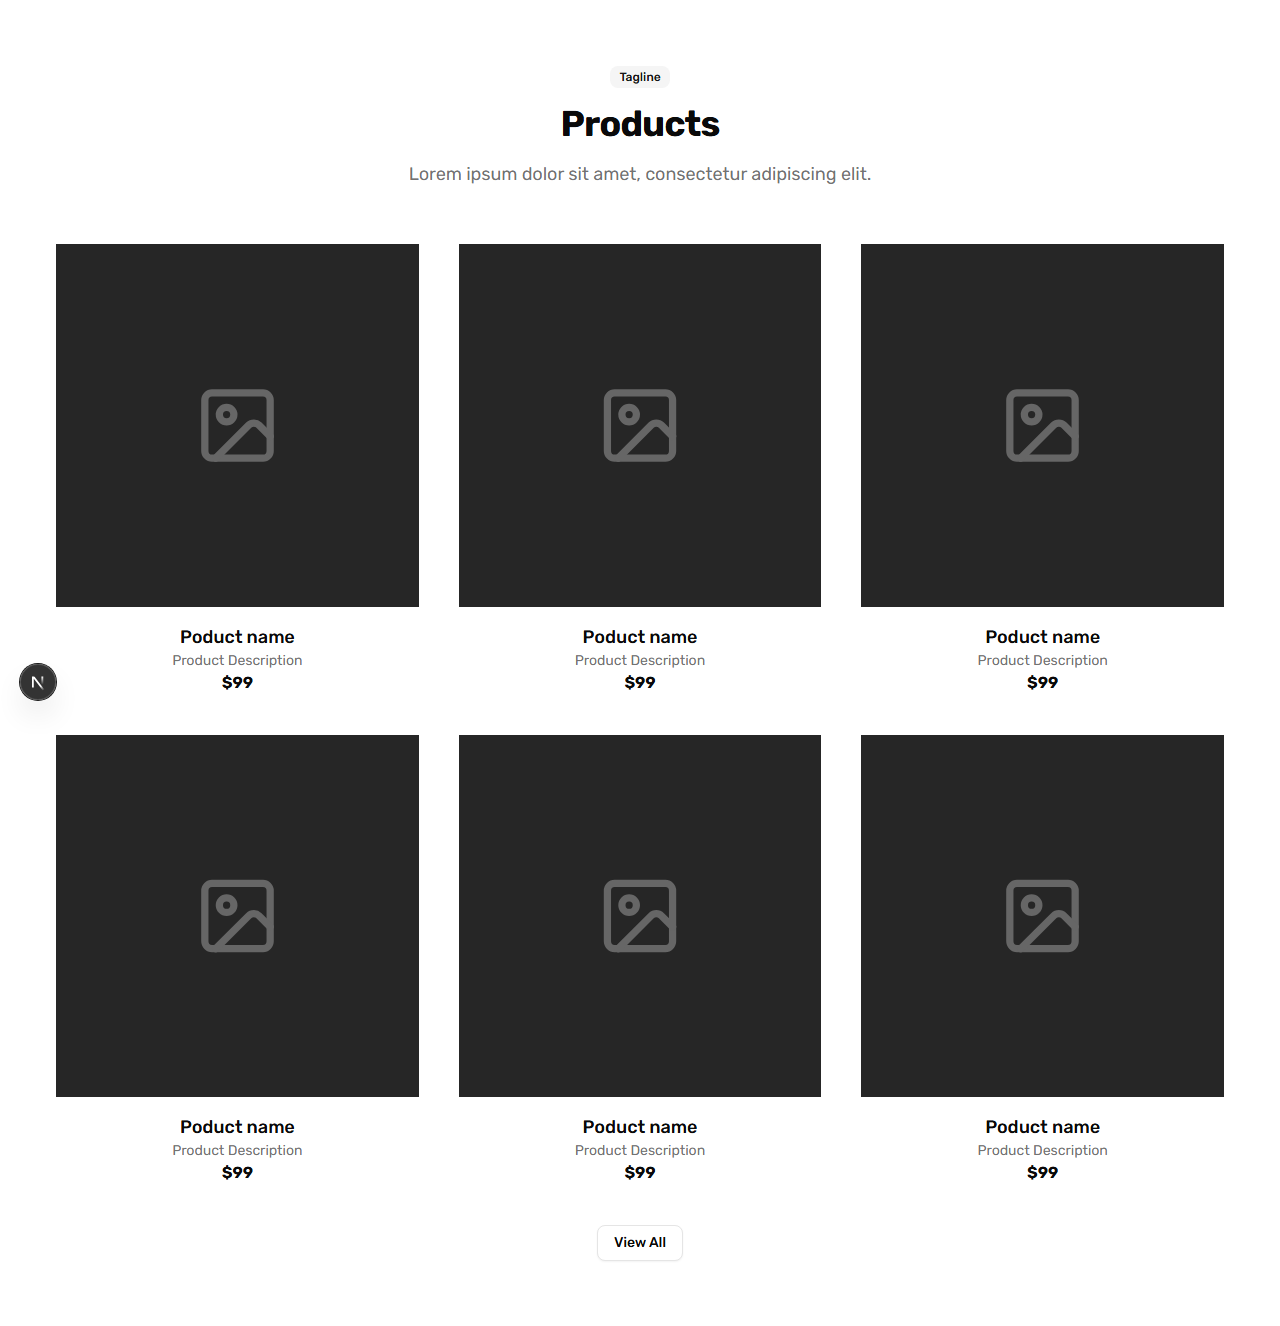 Tagline
Products
Lorem ipsum dolor sit amet, consectetur adipiscing elit.
Poduct name
Product Description
$99
Poduct name
Product Description
$99
Poduct name
Product Description
$99
N
Poduct name
Product Description
$99
Poduct name
Product Description
$99
Poduct name
Product Description
$99
View All